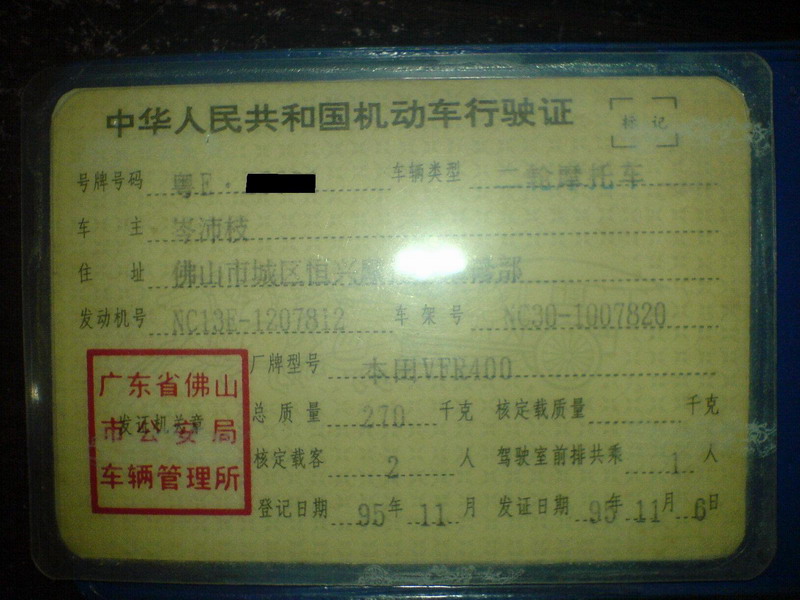 中华人民共和国机动车行驶证
标 记
号牌号码 粤E· 车辆类型 二轮摩托车
车 主 岑沛枝
住 址 佛山市城区恒兴 部
发动机号 NC13E-1207812 车 架 号 NC30-1007820
厂牌型号 本田VFR400
广东省佛山
市公安局
车辆管理所
发证机关章
总 质 量 270 千克 核定载质量 千克
核定载客 2 人 驾驶室前排共乘 1 人
登记日期 95年 11 月 发证日期 95年 11月 6日